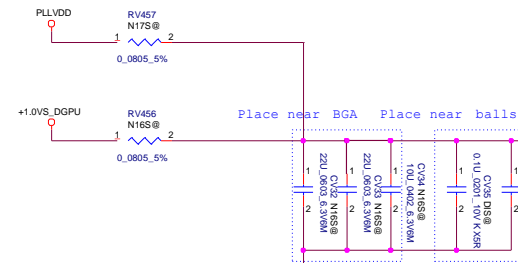 PLLVDD
RV457
N17S@
1
2
0_0805_5%
+1.0VS_DGPU
RV456
N16S@
1
2
0_0805_5%
Place near BGA
Place near balls
1
2
CV32 N16S@
22U_0603_6.3V6M
1
2
CV33 N16S@
22U_0603_6.3V6M
1
2
CV34 N16S@
10U_0402_6.3V6M
1
2
CV35 DIS@
0.1U_0201_10V K X5R
1
2